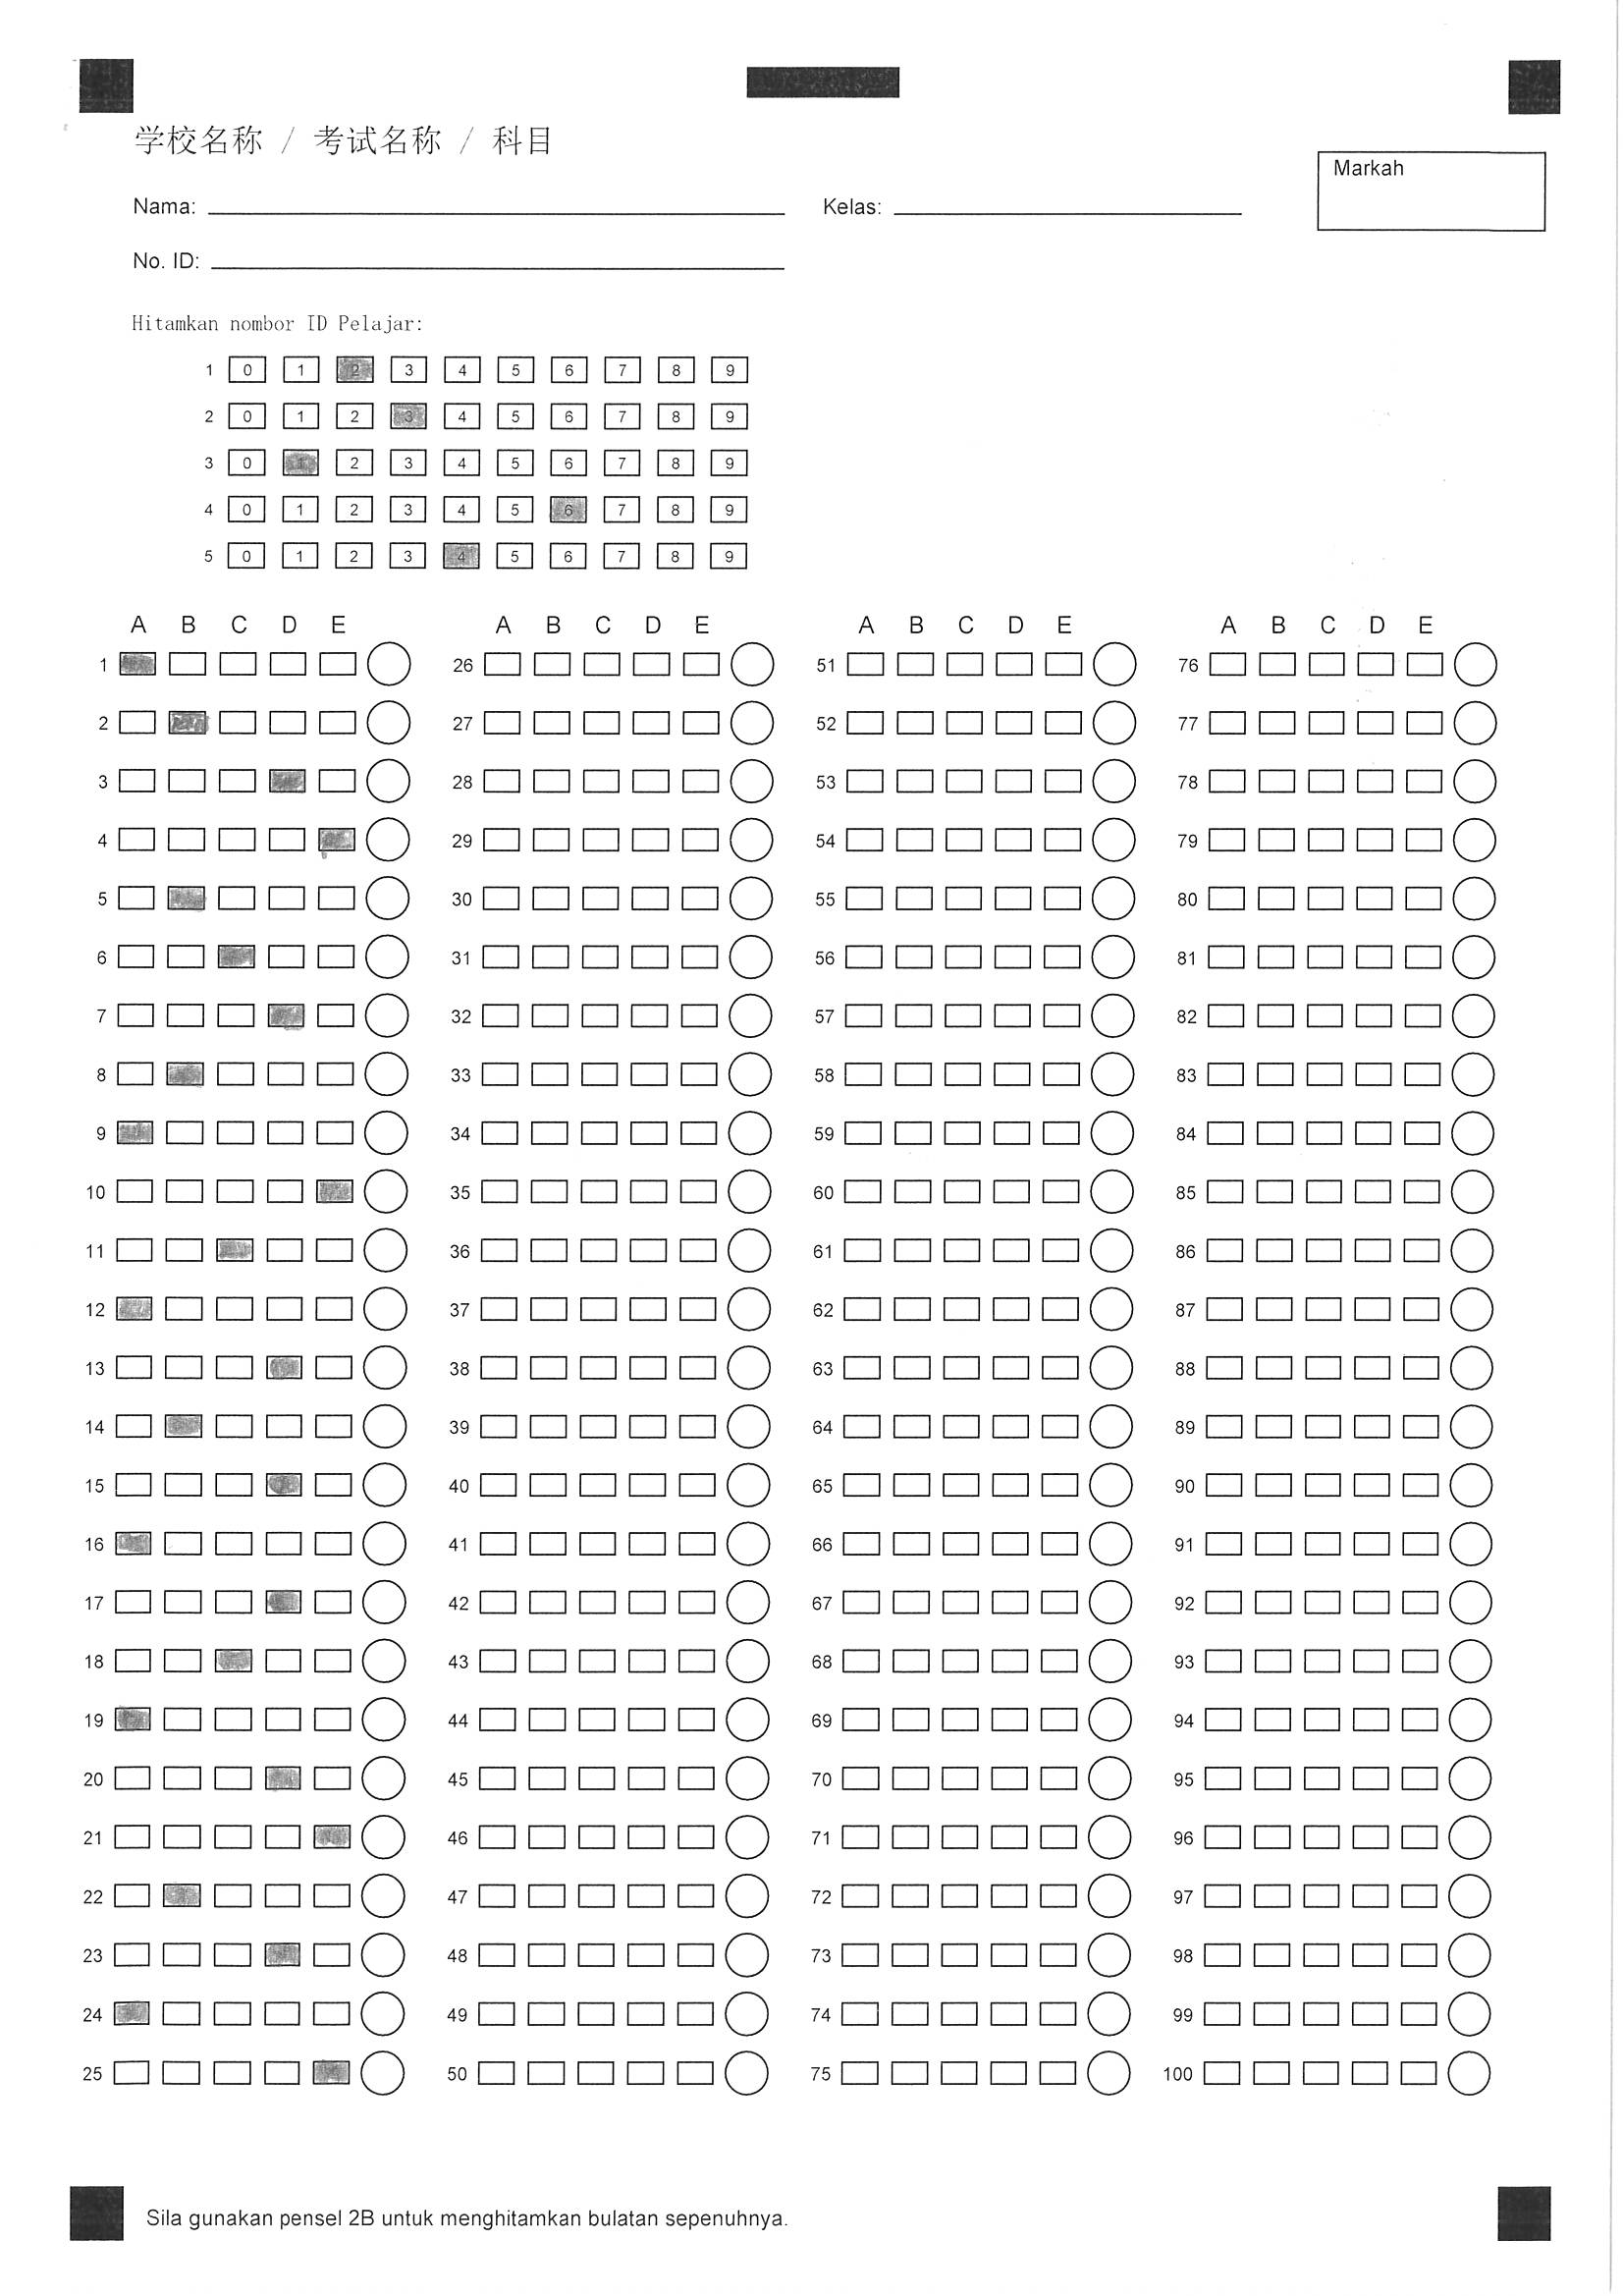 学校名称 / 考试名称 / 科目
Markah
Nama: Kelas:
No. ID:
Hitamkan nombor ID Pelajar:
1 0 1 2 3 4 5 6 7 8 9
2 0 1 2 3 4 5 6 7 8 9
3 0 1 2 3 4 5 6 7 8 9
4 0 1 2 3 4 5 6 7 8 9
5 0 1 2 3 4 5 6 7 8 9
A B C D E A B C D E A B C D E A B C D E
1 26 51 76
2 27 52 77
3 28 53 78
4 29 54 79
5 30 55 80
6 31 56 81
7 32 57 82
8 33 58 83
9 34 59 84
10 35 60 85
11 36 61 86
12 37 62 87
13 38 63 88
14 39 64 89
15 40 65 90
16 41 66 91
17 42 67 92
18 43 68 93
19 44 69 94
20 45 70 95
21 46 71 96
22 47 72 97
23 48 73 98
24 49 74 99
25 50 75 100
Sila gunakan pensel 2B untuk menghitamkan bulatan sepenuhnya.